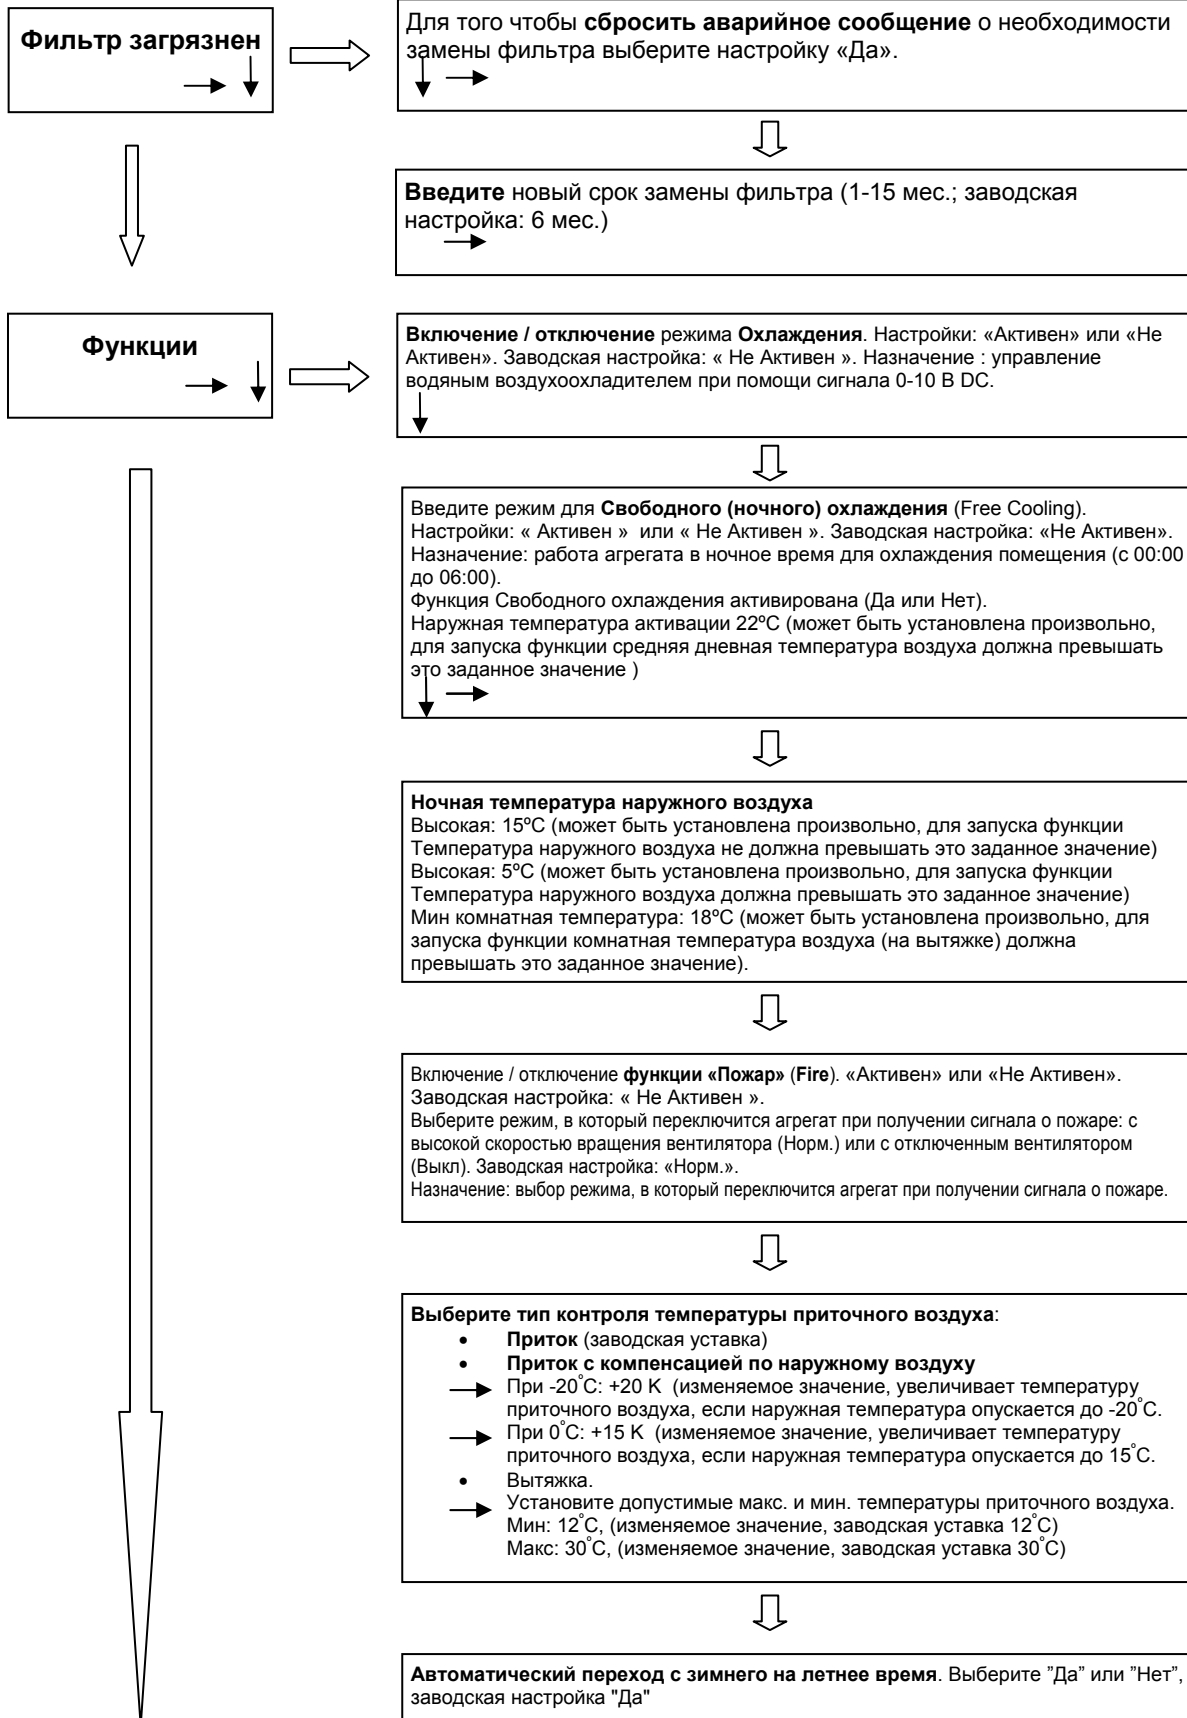 Фильтр загрязнен
Для того чтобы сбросить аварийное сообщение о необходимости
замены фильтра выберите настройку «Да».
Введите новый срок замены фильтра (1-15 мес.; заводская
настройка: 6 мес.)
Функции
Включение / отключение режима Охлаждения. Настройки: «Активен» или «Не
Активен». Заводская настройка: « Не Активен ». Назначение : управление
водяным воздухоохладителем при помощи сигнала 0-10 В DC.
Введите режим для Свободного (ночного) охлаждения (Free Cooling).
Настройки: « Активен » или « Не Активен ». Заводская настройка: «Не Активен».
Назначение: работа агрегата в ночное время для охлаждения помещения (с 00:00
до 06:00).
Функция Свободного охлаждения активирована (Да или Нет).
Наружная температура активации 22ºC (может быть установлена произвольно,
для запуска функции средняя дневная температура воздуха должна превышать
это заданное значение )
Ночная температура наружного воздуха
Высокая: 15ºC (может быть установлена произвольно, для запуска функции
Температура наружного воздуха не должна превышать это заданное значение)
Высокая: 5ºC (может быть установлена произвольно, для запуска функции
Температура наружного воздуха должна превышать это заданное значение)
Мин комнатная температура: 18ºC (может быть установлена произвольно, для
запуска функции комнатная температура воздуха (на вытяжке) должна
превышать это заданное значение).
Включение / отключение функции «Пожар» (Fire). «Активен» или «Не Активен».
Заводская настройка: « Не Активен ».
Выберите режим, в который переключится агрегат при получении сигнала о пожаре: с
высокой скоростью вращения вентилятора (Норм.) или с отключенным вентилятором
(Выкл). Заводская настройка: «Норм.».
Назначение: выбор режима, в который переключится агрегат при получении сигнала о пожаре.
Выберите тип контроля температуры приточного воздуха:
• Приток (заводская уставка)
• Приток с компенсацией по наружному воздуху
При -20°C: +20 K (изменяемое значение, увеличивает температуру
приточного воздуха, если наружная температура опускается до -20°C.
При 0°C: +15 K (изменяемое значение, увеличивает температуру
приточного воздуха, если наружная температура опускается до 15°C.
• Вытяжка.
Установите допустимые макс. и мин. температуры приточного воздуха.
Мин: 12°C, (изменяемое значение, заводская уставка 12°C)
Макс: 30°C, (изменяемое значение, заводская уставка 30°C)
Автоматический переход с зимнего на летнее время. Выберите ”Да” или ”Нет”,
заводская настройка "Да"